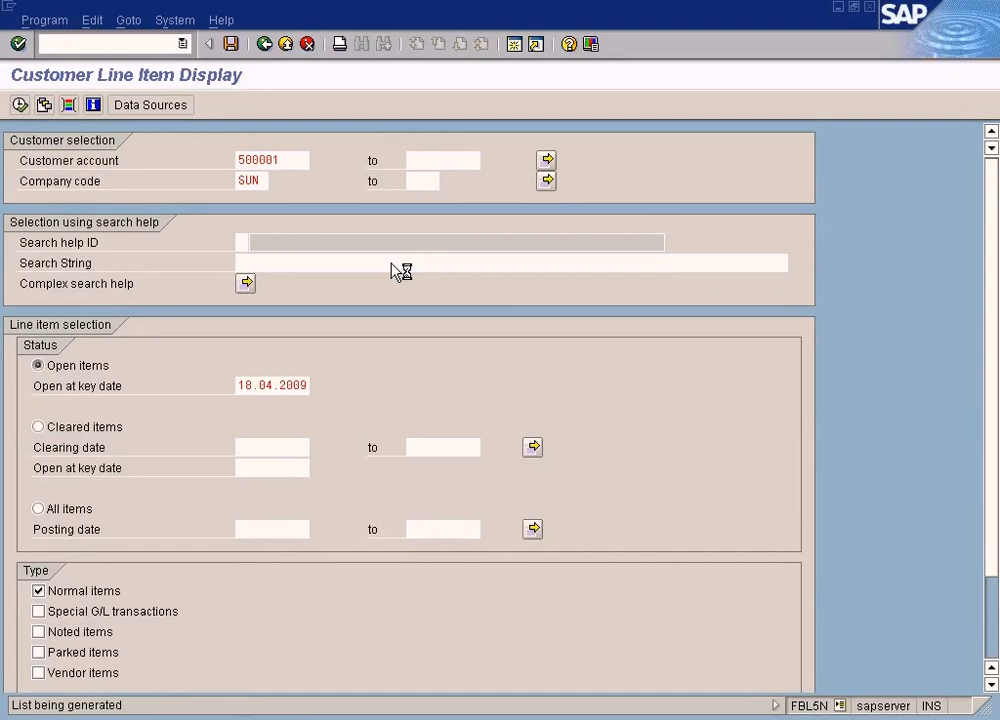 Program Edit Goto System Help
SAP
Customer Line Item Display
Data Sources
Customer selection
Customer account 500001 to
Company code SUN to
Selection using search help
Search help ID
Search String
Complex search help
Line item selection
Status
Open items
Open at key date 18.04.2009
Cleared items
Clearing date to
Open at key date
All items
Posting date to
Type
Normal items
Special G/L transactions
Noted items
Parked items
Vendor items
List being generated FBL5N sapserver INS